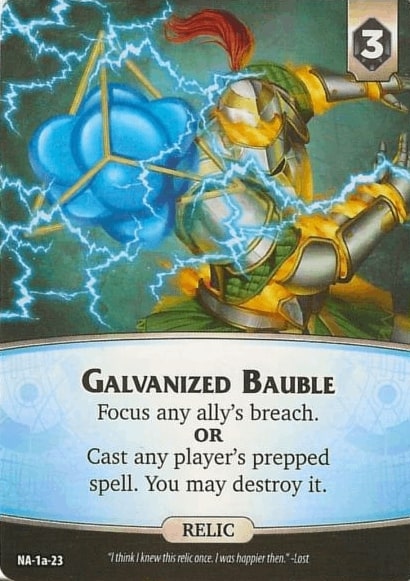 3
GALVANIZED BAUBLE
Focus any ally's breach.
OR
Cast any player's prepped
spell. You may destroy it.
RELIC
NA-1a-23
"I think I knew this relic once. I was happier then." -Lost